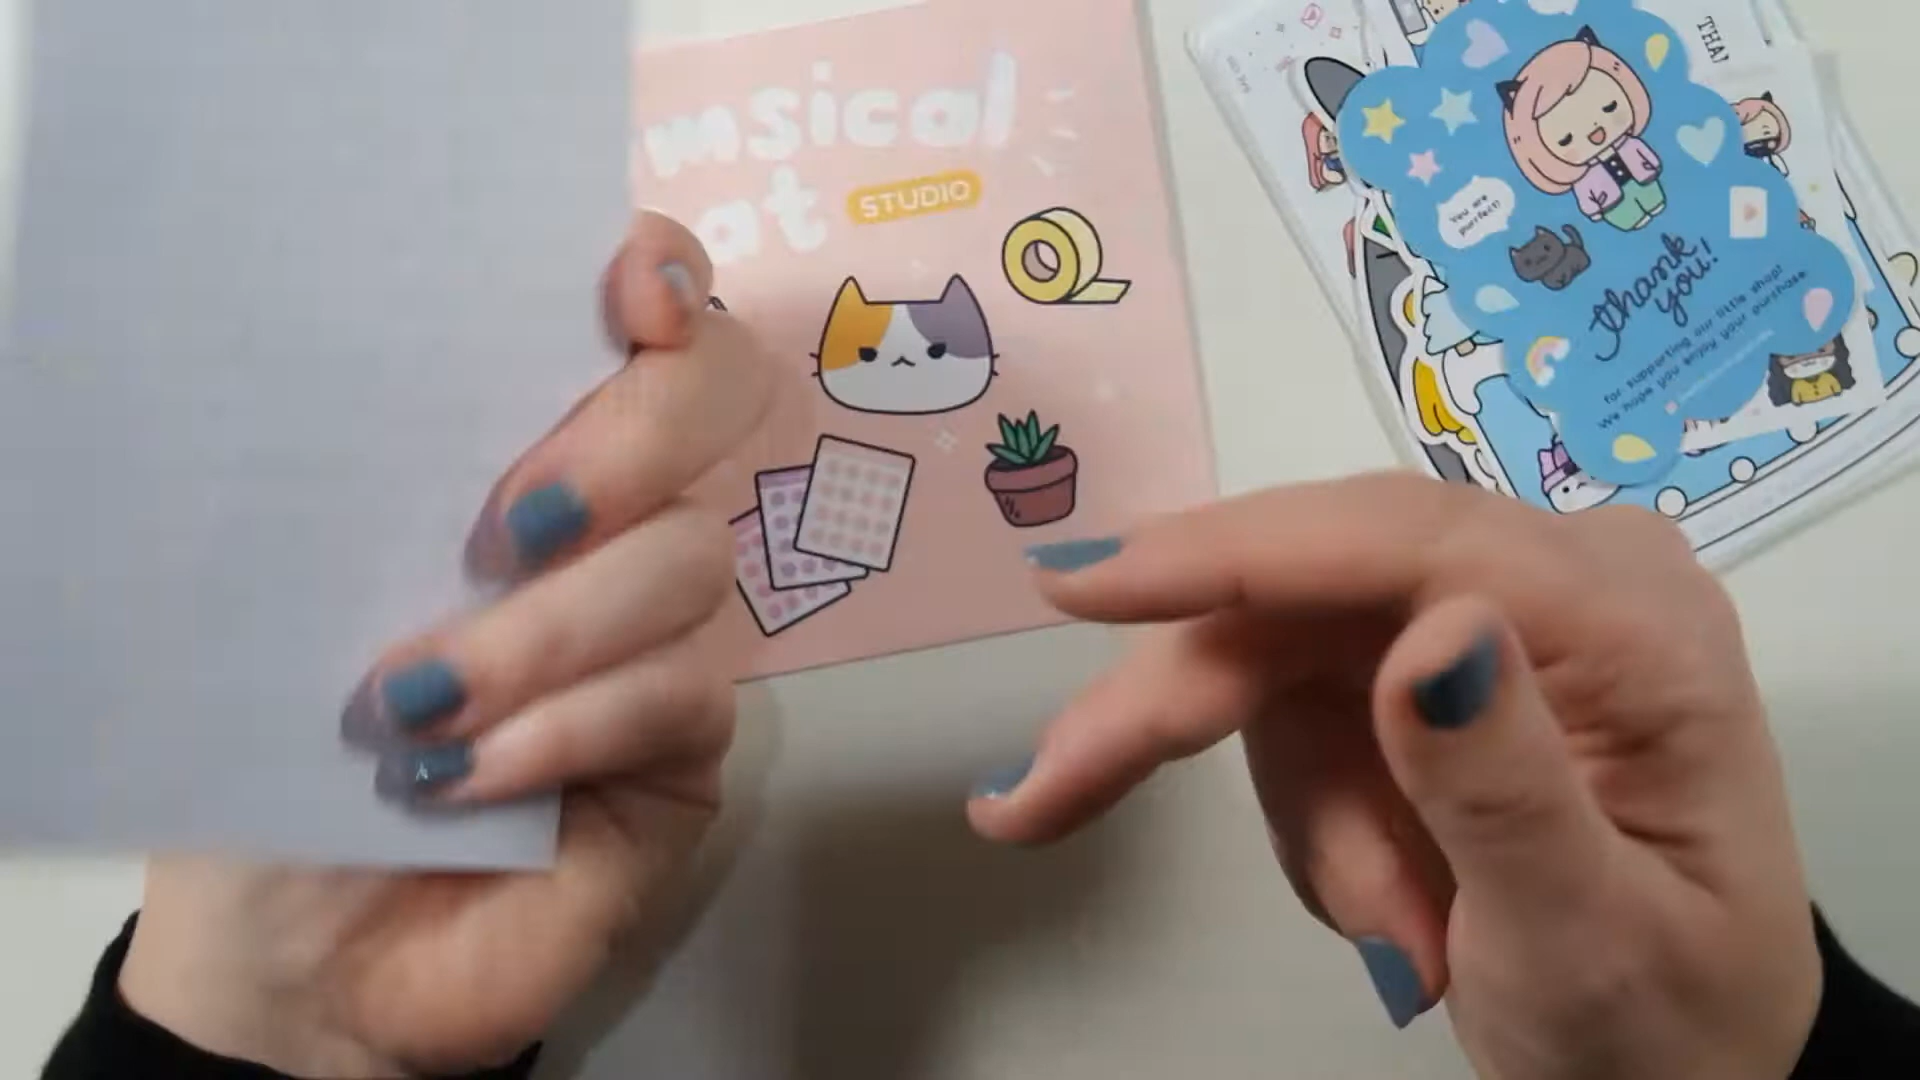 msical
at STUDIO
THA
You are
purrfect!
thank
you!
for supporting our little shop!
We hope you enjoy your purchase